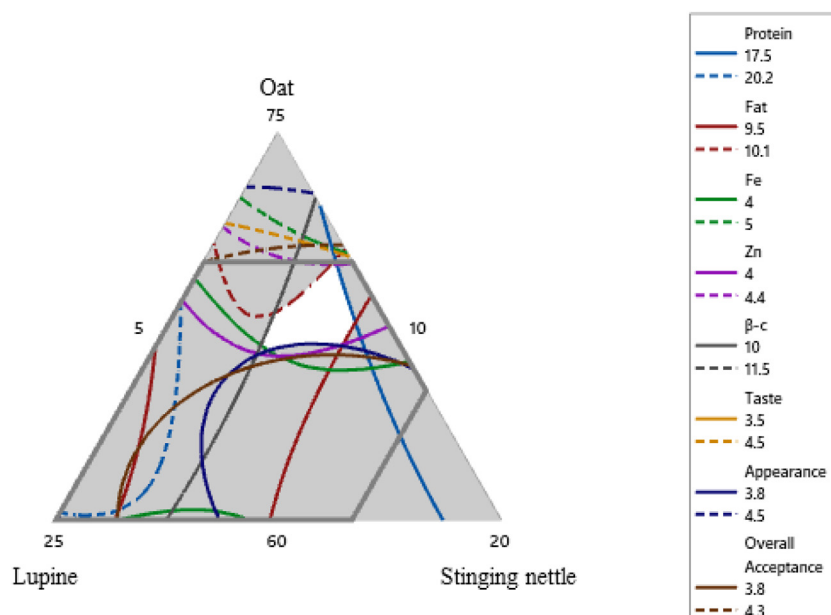 Oat
75
5
10
25
60
20
Lupine
Stinging nettle
Protein
17.5
20.2
Fat
9.5
10.1
Fe
4
5
Zn
4
4.4
β-c
10
11.5
Taste
3.5
4.5
Appearance
3.8
4.5
Overall
Acceptance
3.8
4.3